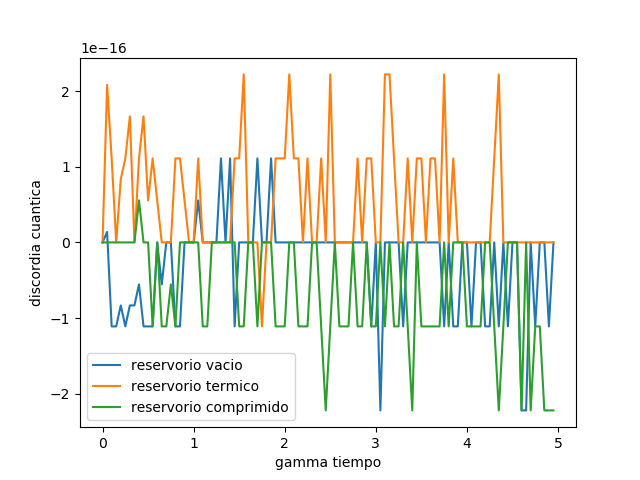 1e−16
2
1
0
−1
−2
discordia cuantica
reservorio vacio
reservorio termico
reservorio comprimido
0 1 2 3 4 5
gamma tiempo